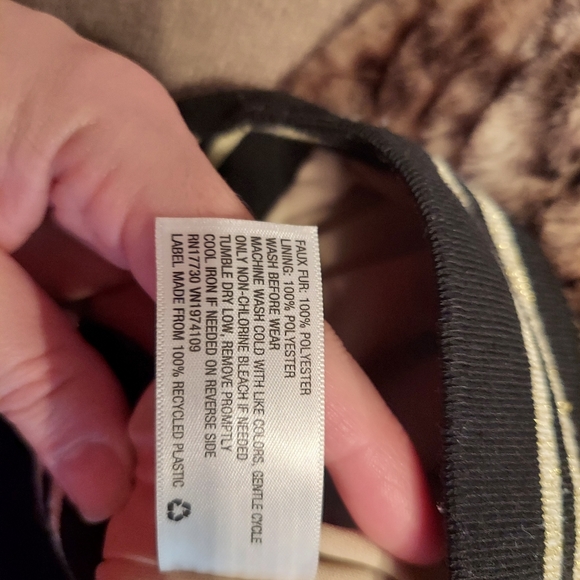 FAUX FUR: 100% POLYESTER
LINING: 100% POLYESTER
WASH BEFORE WEAR
MACHINE WASH COLD WITH LIKE COLORS, GENTLE CYCLE
ONLY NON-CHLORINE BLEACH IF NEEDED
TUMBLE DRY LOW, REMOVE PROMPTLY
COOL IRON IF NEEDED ON REVERSE SIDE
RN17730 VN1974109
LABEL MADE FROM 100% RECYCLED PLASTIC